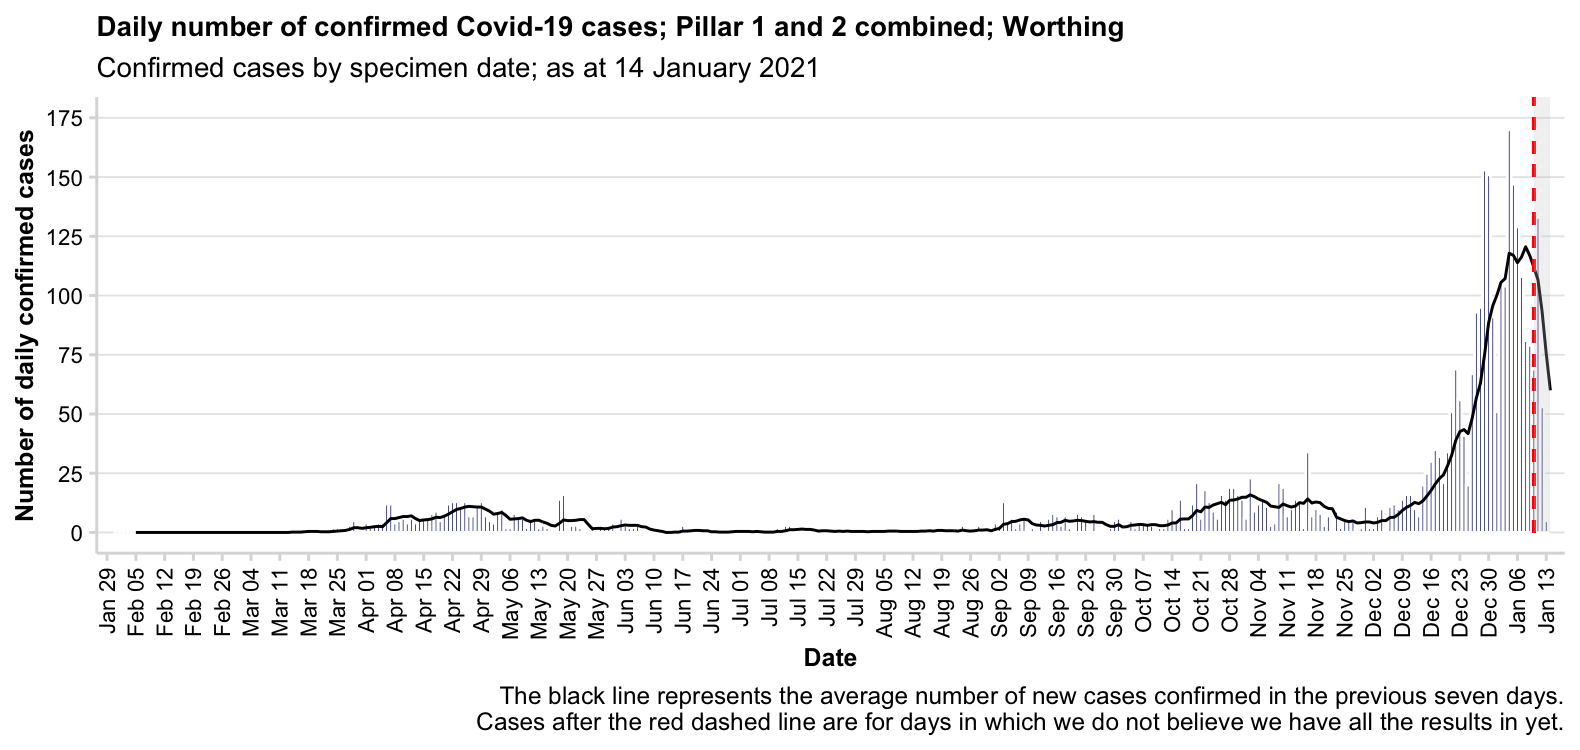 Daily number of confirmed Covid-19 cases; Pillar 1 and 2 combined; Worthing
Confirmed cases by specimen date; as at 14 January 2021
Number of daily confirmed cases
175
150
125
100
75
50
25
0
Jan 29
Feb 05
Feb 12
Feb 19
Feb 26
Mar 04
Mar 11
Mar 18
Mar 25
Apr 01
Apr 08
Apr 15
Apr 22
Apr 29
May 06
May 13
May 20
May 27
Jun 03
Jun 10
Jun 17
Jun 24
Jul 01
Jul 08
Jul 15
Jul 22
Jul 29
Aug 05
Aug 12
Aug 19
Aug 26
Sep 02
Sep 09
Sep 16
Sep 23
Sep 30
Oct 07
Oct 14
Oct 21
Oct 28
Nov 04
Nov 11
Nov 18
Nov 25
Dec 02
Dec 09
Dec 16
Dec 23
Dec 30
Jan 06
Jan 13
Date
The black line represents the average number of new cases confirmed in the previous seven days.
Cases after the red dashed line are for days in which we do not believe we have all the results in yet.